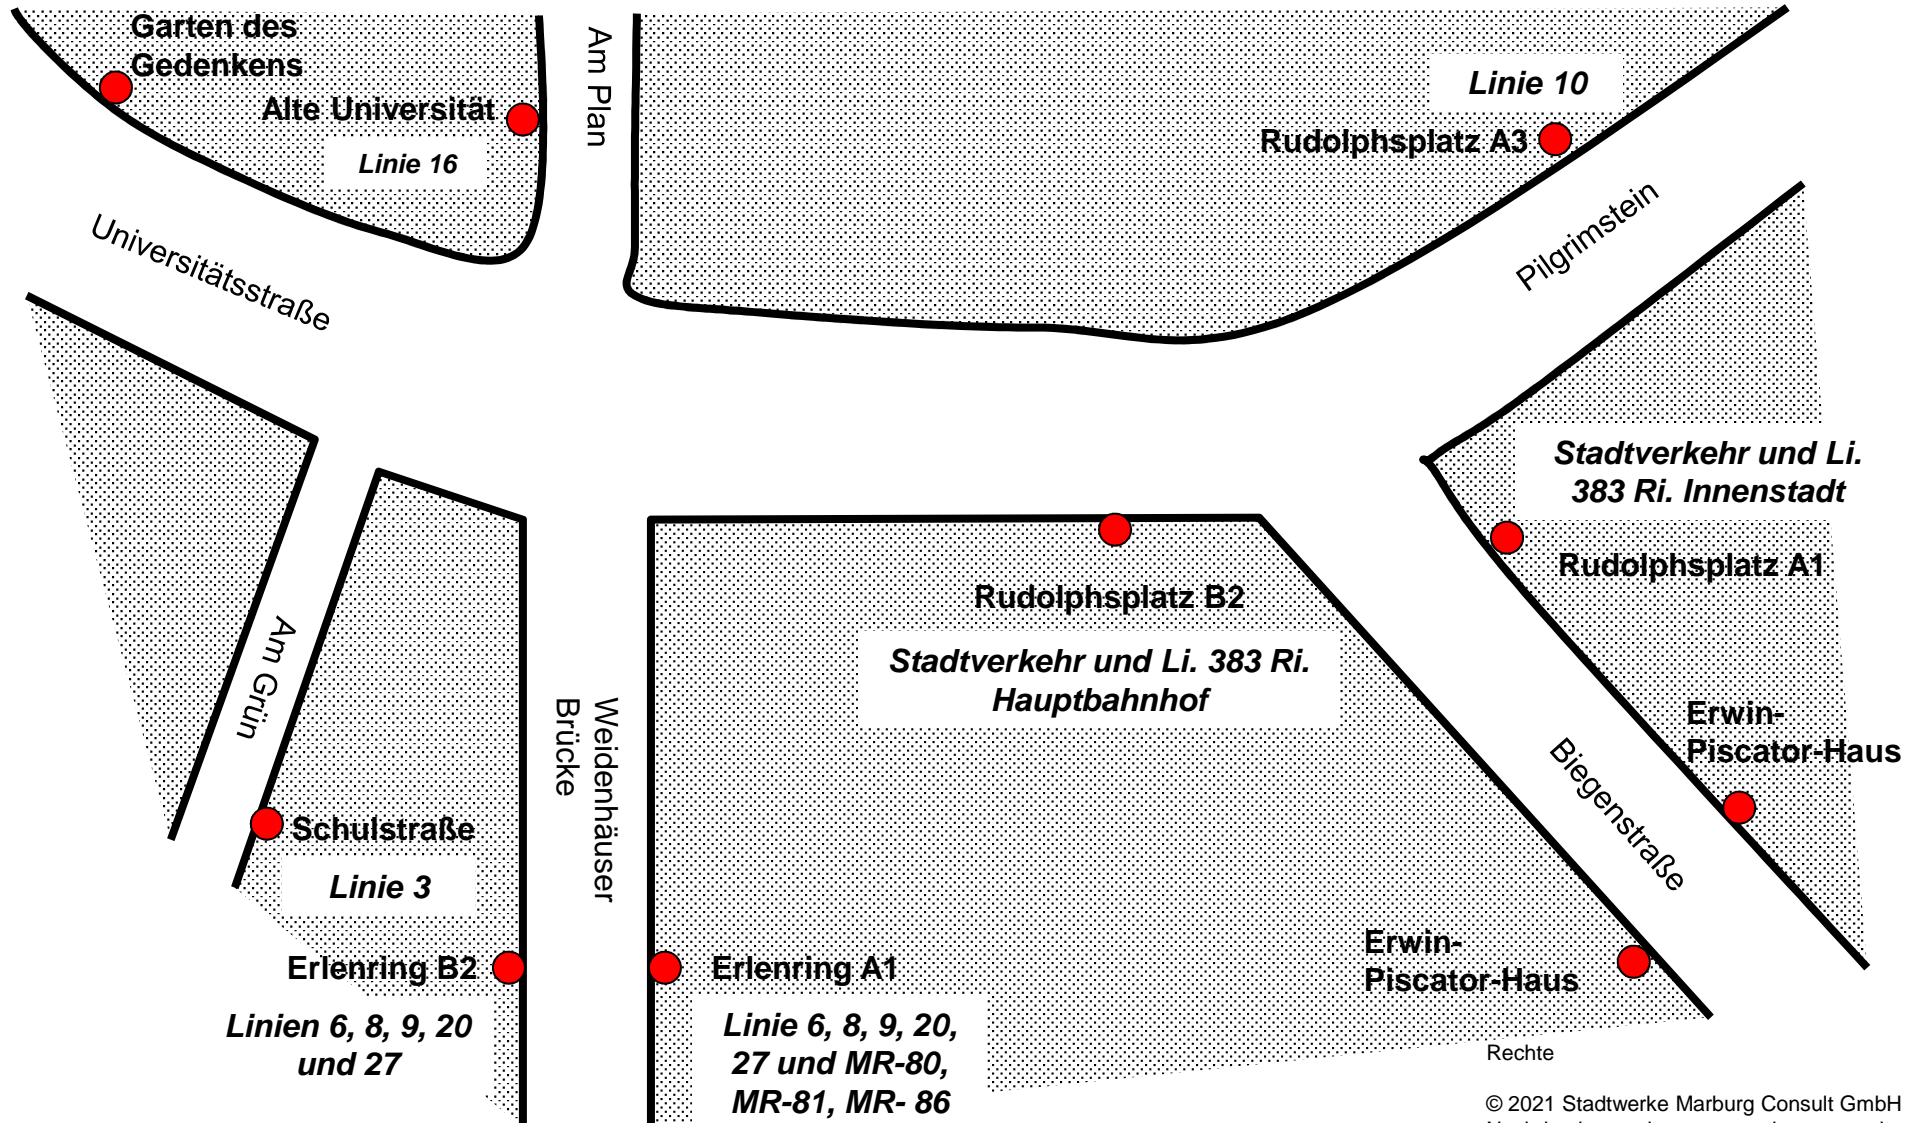 Garten des
Gedenkens
Alte Universität
Linie 16
Am Plan
Linie 10
Rudolphsplatz A3
Universitätsstraße
Pilgrimstein
Stadtverkehr und Li.
383 Ri. Innenstadt
Rudolphsplatz A1
Rudolphsplatz B2
Stadtverkehr und Li. 383 Ri.
Hauptbahnhof
Am Grün
Weidenhäuser
Brücke
Erwin-
Piscator-Haus
Biegenstraße
Schulstraße
Linie 3
Erlenring B2
Linien 6, 8, 9, 20
und 27
Erlenring A1
Linie 6, 8, 9, 20,
27 und MR-80,
MR-81, MR- 86
Erwin-
Piscator-Haus
Rechte
© 2021 Stadtwerke Marburg Consult GmbH